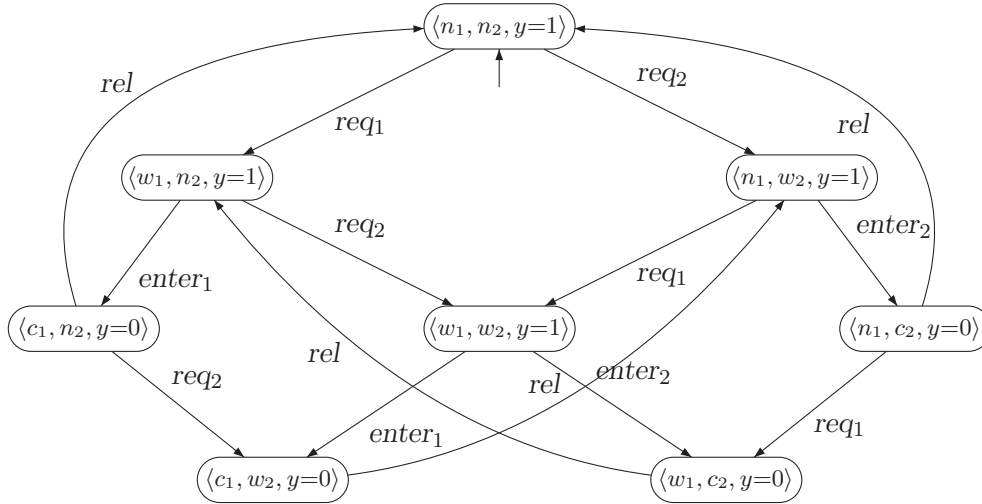 ⟨n₁, n₂, y=1⟩
rel
req₂
req₁
rel
⟨w₁, n₂, y=1⟩
⟨n₁, w₂, y=1⟩
req₂
enter₂
enter₁
req₁
⟨c₁, n₂, y=0⟩
⟨w₁, w₂, y=1⟩
⟨n₁, c₂, y=0⟩
rel
req₂
rel
enter₂
enter₁
req₁
⟨c₁, w₂, y=0⟩
⟨w₁, c₂, y=0⟩